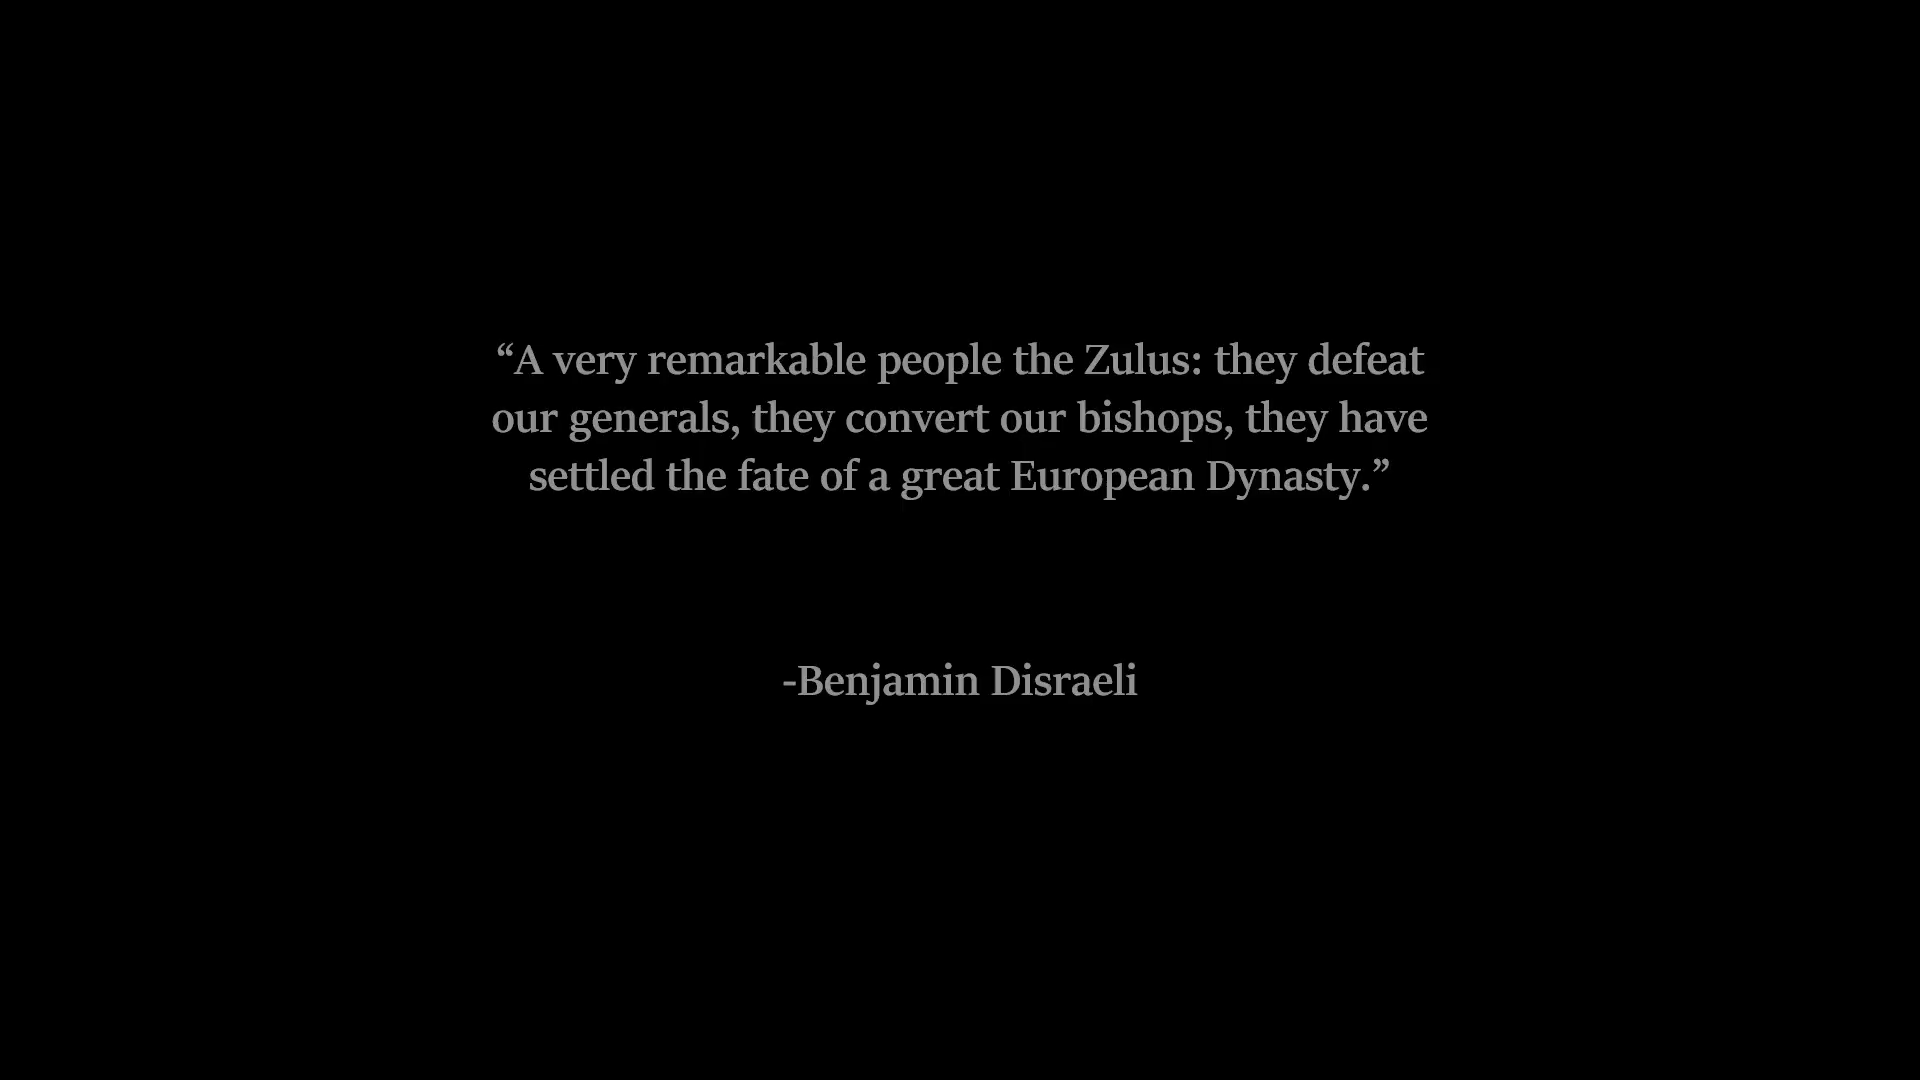 “A very remarkable people the Zulus: they defeat
our generals, they convert our bishops, they have
settled the fate of a great European Dynasty.”
-Benjamin Disraeli